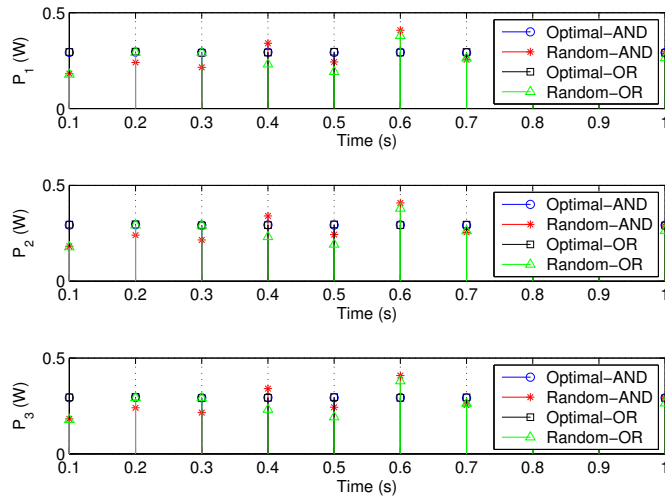 0.5
0
P1 (W)
0.1 0.2 0.3 0.4 0.5 0.6 0.7 0.8 0.9 1
Time (s)
Optimal−AND
Random−AND
Optimal−OR
Random−OR
0.5
0
P2 (W)
0.1 0.2 0.3 0.4 0.5 0.6 0.7 0.8 0.9 1
Time (s)
Optimal−AND
Random−AND
Optimal−OR
Random−OR
0.5
0
P3 (W)
0.1 0.2 0.3 0.4 0.5 0.6 0.7 0.8 0.9 1
Time (s)
Optimal−AND
Random−AND
Optimal−OR
Random−OR